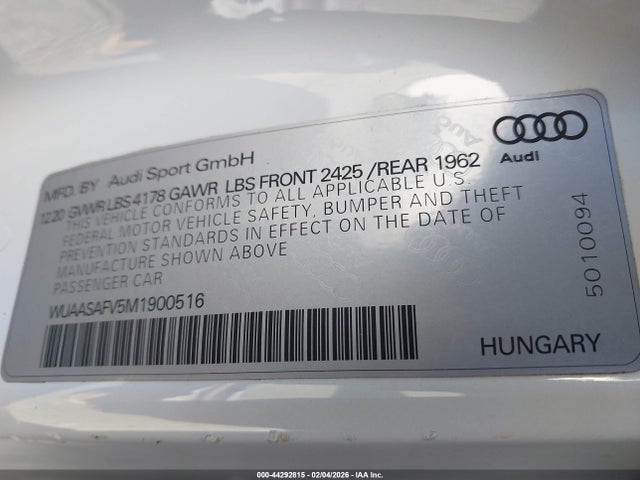 MFD. BY Audi Sport GmbH
12 20 GVWR LBS 4178 GAWR LBS FRONT 2425 /REAR 1962
THIS VEHICLE CONFORMS TO ALL APPLICABLE U.S.
FEDERAL MOTOR VEHICLE SAFETY, BUMPER AND THEFT
PREVENTION STANDARDS IN EFFECT ON THE DATE OF
MANUFACTURE SHOWN ABOVE
PASSENGER CAR
WUAASAFV5M1900516
Audi
5010094
HUNGARY
000-44292815 - 02/04/2026 - IAA Inc.